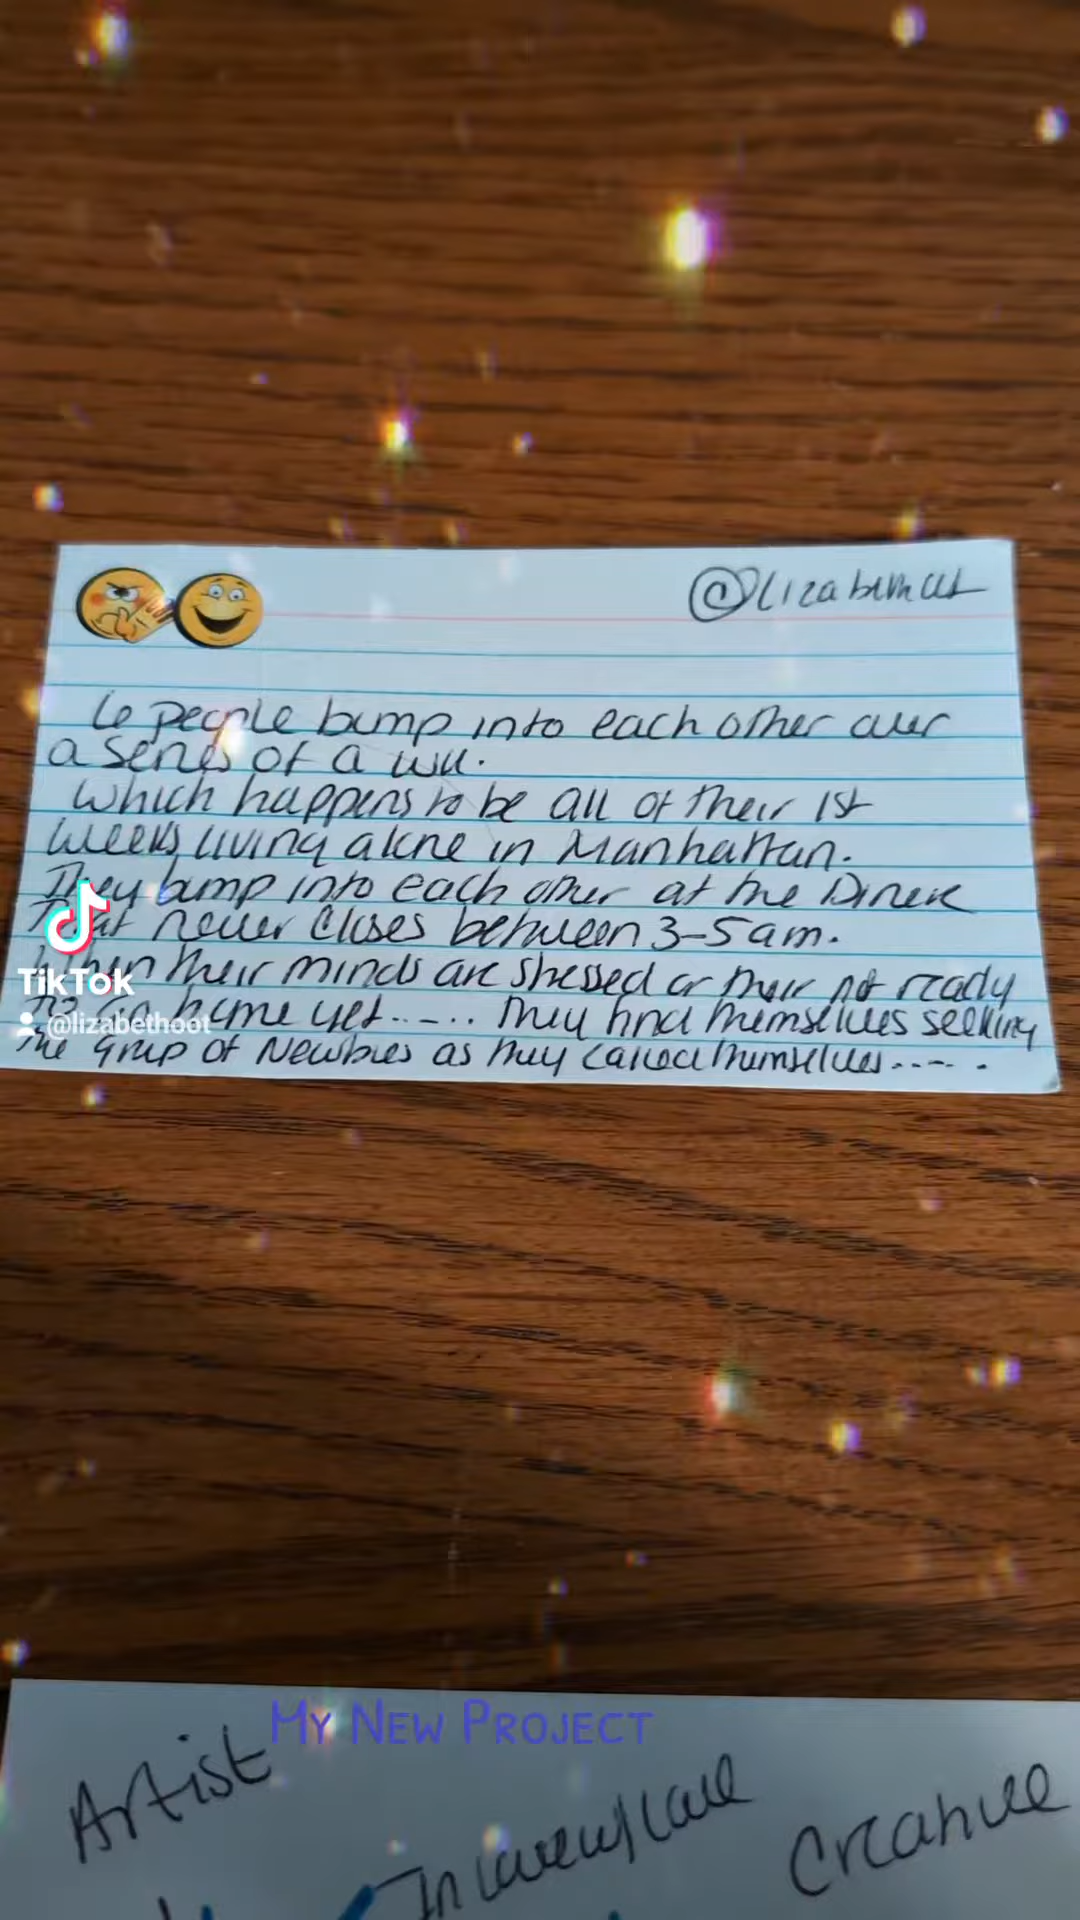 @lizabethoot
6 people bump into each other over
a series of a wk.
Which happens to be all of their 1st
weeks living alone in Manhattan.
They bump into each other at the Diner
That never closes between 3-5am.
When their minds are stressed or their not ready
To go home yet...... They find themselves seeking
the group of Newbies as they called themselves......
TikTok
@lizabethoot
My New Project
Artist
Creative